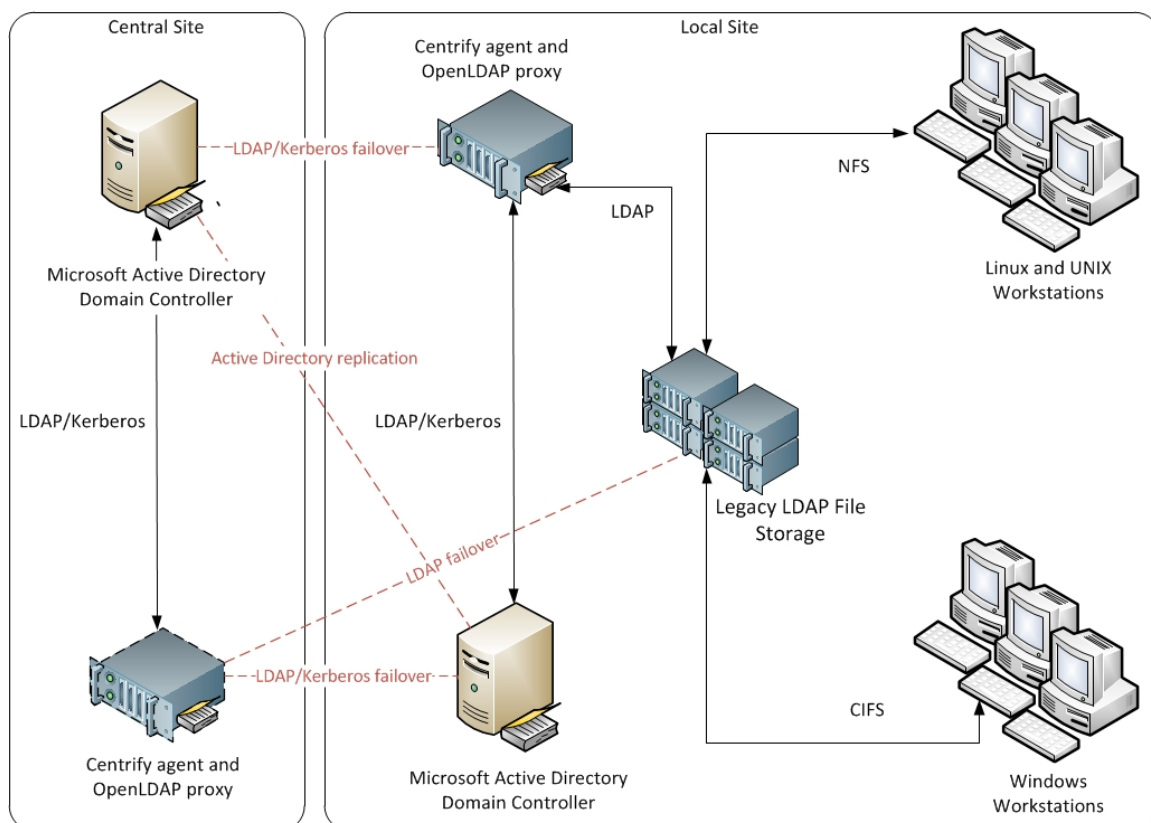 Central Site
Local Site
Centrify agent and
OpenLDAP proxy
LDAP/Kerberos failover
NFS
LDAP
Microsoft Active Directory
Domain Controller
Linux and UNIX
Workstations
Active Directory replication
LDAP/Kerberos
LDAP/Kerberos
Legacy LDAP File
Storage
LDAP failover
LDAP/Kerberos failover
CIFS
Centrify agent and
OpenLDAP proxy
Microsoft Active Directory
Domain Controller
Windows
Workstations